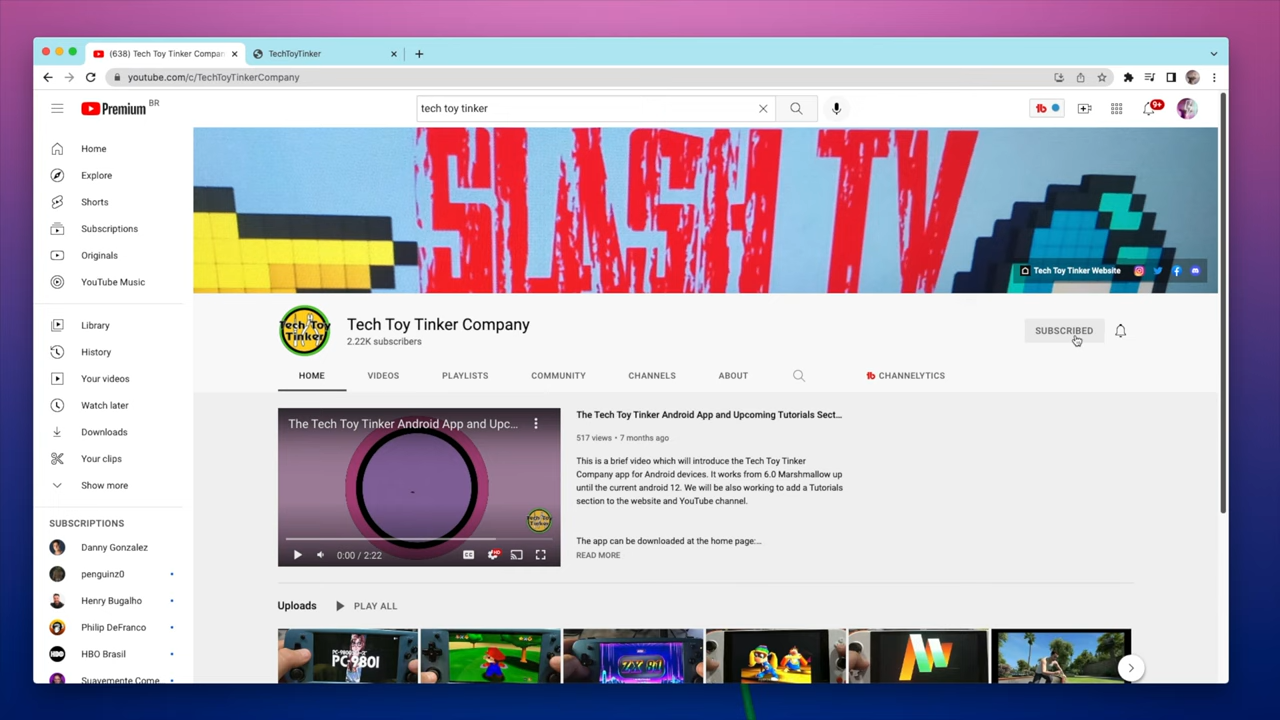 (638) Tech Toy Tinker Compan
TechToyTinker
youtube.com/c/TechToyTinkerCompany
Premium BR
tech toy tinker
9+
Home
Explore
Shorts
Subscriptions
Originals
YouTube Music
Library
History
Your videos
Watch later
Downloads
Your clips
Show more
SUBSCRIPTIONS
Danny Gonzalez
penguinz0
Henry Bugalho
Philip DeFranco
HBO Brasil
Suavemente Come
SLASH TV
Tech Toy Tinker Website
Tech Toy
Tinker
Tech Toy Tinker Company
2.22K subscribers
SUBSCRIBED
HOME
VIDEOS
PLAYLISTS
COMMUNITY
CHANNELS
ABOUT
tb CHANNELYTICS
The Tech Toy Tinker Android App and Upc...
0:00 / 2:22
CC
HD
The Tech Toy Tinker Android App and Upcoming Tutorials Sect...
517 views • 7 months ago
This is a brief video which will introduce the Tech Toy Tinker
Company app for Android devices. It works from 6.0 Marshmallow up
until the current android 12. We will be also working to add a Tutorials
section to the website and YouTube channel.
The app can be downloaded at the home page:...
READ MORE
Uploads
PLAY ALL
PC-9801